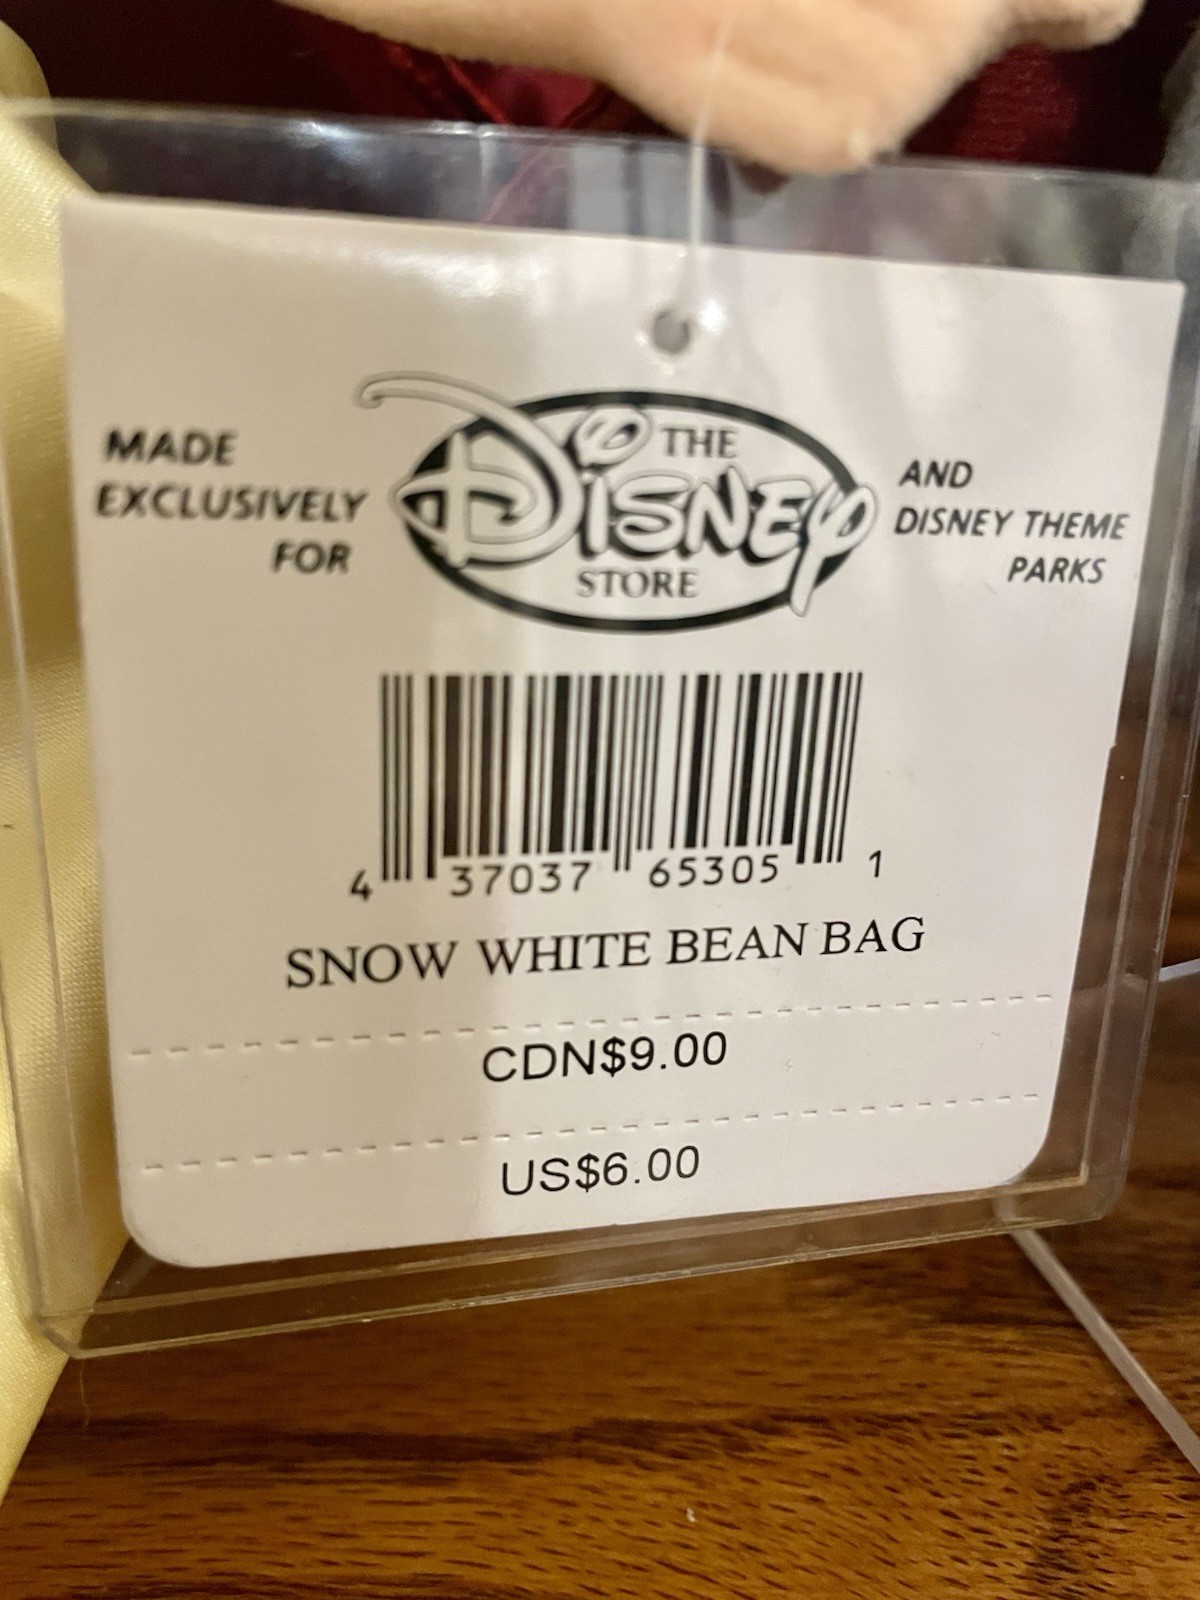 MADE
EXCLUSIVELY
FOR
THE
DISNEY
STORE
AND
DISNEY THEME
PARKS
4 37037 65305 1
SNOW WHITE BEAN BAG
CDN$9.00
US$6.00